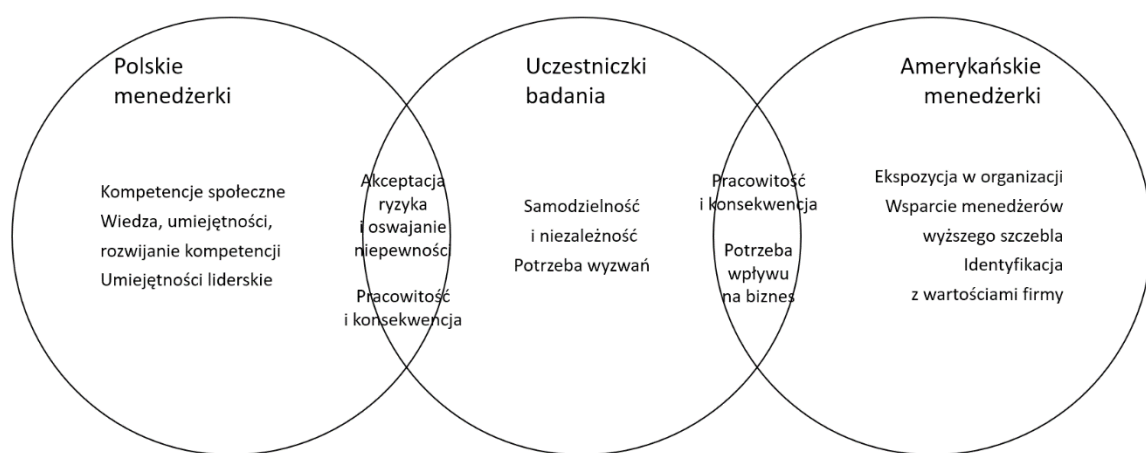 Polskie
menedżerki
Uczestniczki
badania
Amerykańskie
menedżerki
Kompetencje społeczne
Wiedza, umiejętności,
rozwijanie kompetencji
Umiejętności liderskie
Akceptacja
ryzyka
i oswajanie
niepewności
Pracowitość
i konsekwencja
Samodzielność
i niezależność
Potrzeba wyzwań
Pracowitość
i konsekwencja
Potrzeba
wpływu
na biznes
Ekspozycja w organizacji
Wsparcie menedżerów
wyższego szczebla
Identyfikacja
z wartościami firmy